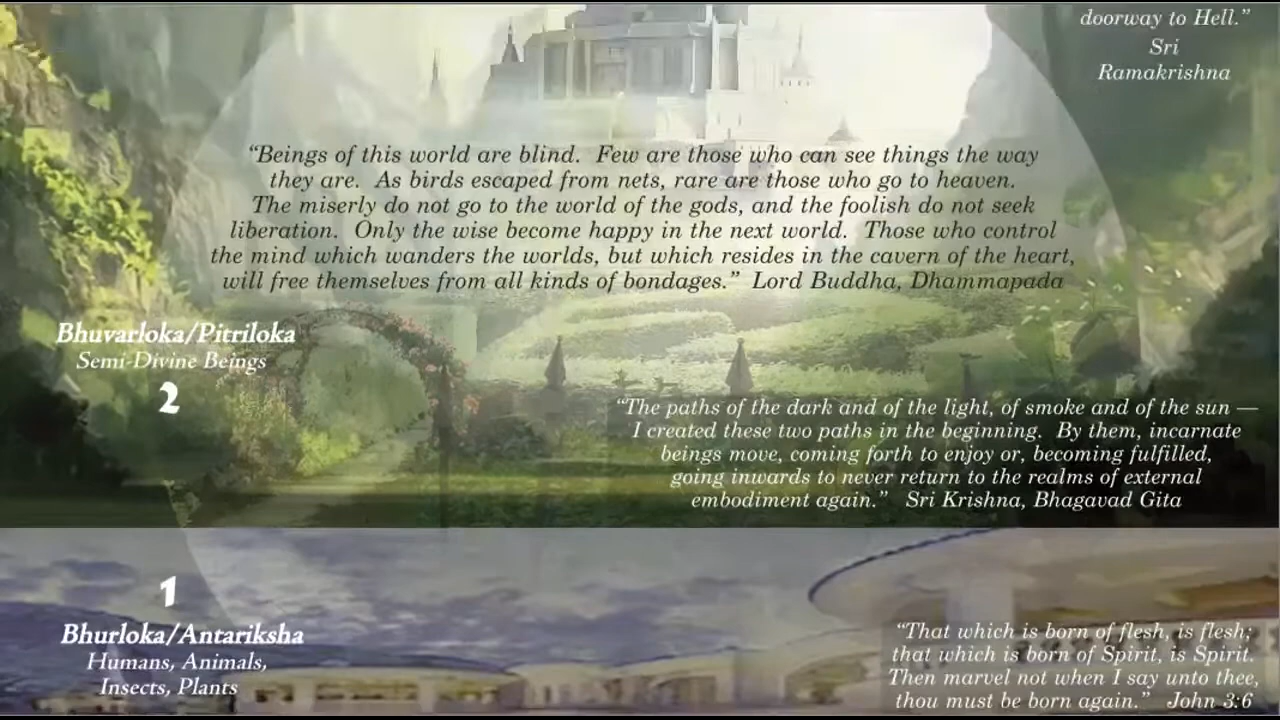 doorway to Hell.”
Sri
Ramakrishna
“Beings of this world are blind. Few are those who can see things the way
they are. As birds escaped from nets, rare are those who go to heaven.
The miserly do not go to the world of the gods, and the foolish do not seek
liberation. Only the wise become happy in the next world. Those who control
the mind which wanders the worlds, but which resides in the cavern of the heart,
will free themselves from all kinds of bondages.” Lord Buddha, Dhammapada
Bhuvarloka/Pitriloka
Semi-Divine Beings
2
“The paths of the dark and of the light, of smoke and of the sun —
I created these two paths in the beginning. By them, incarnate
beings move, coming forth to enjoy or, becoming fulfilled,
going inwards to never return to the realms of external
embodiment again.” Sri Krishna, Bhagavad Gita
1
Bhurloka/Antariksha
Humans, Animals,
Insects, Plants
“That which is born of flesh, is flesh;
that which is born of Spirit, is Spirit.
Then marvel not when I say unto thee,
thou must be born again.” John 3:6